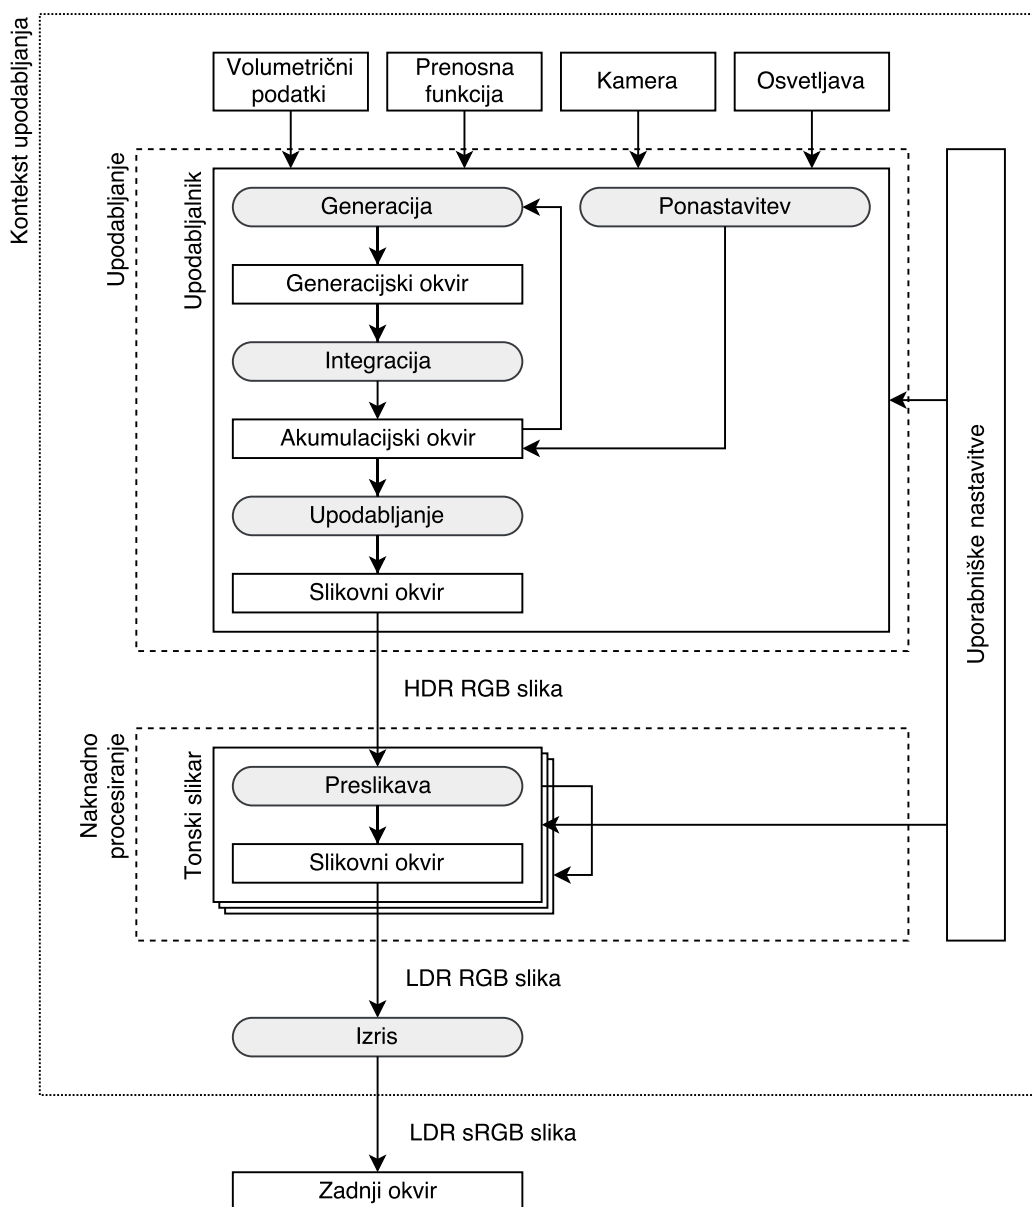 Kontekst upodabljanja
Volumetrični
podatki
Prenosna
funkcija
Kamera
Osvetljava
Upodabljanje
Upodabljalnik
Generacija
Ponastavitev
Generacijski okvir
Integracija
Akumulacijski okvir
Upodabljanje
Slikovni okvir
Uporabniške nastavitve
HDR RGB slika
Naknadno
procesiranje
Tonski slikar
Preslikava
Slikovni okvir
LDR RGB slika
Izris
LDR sRGB slika
Zadnji okvir